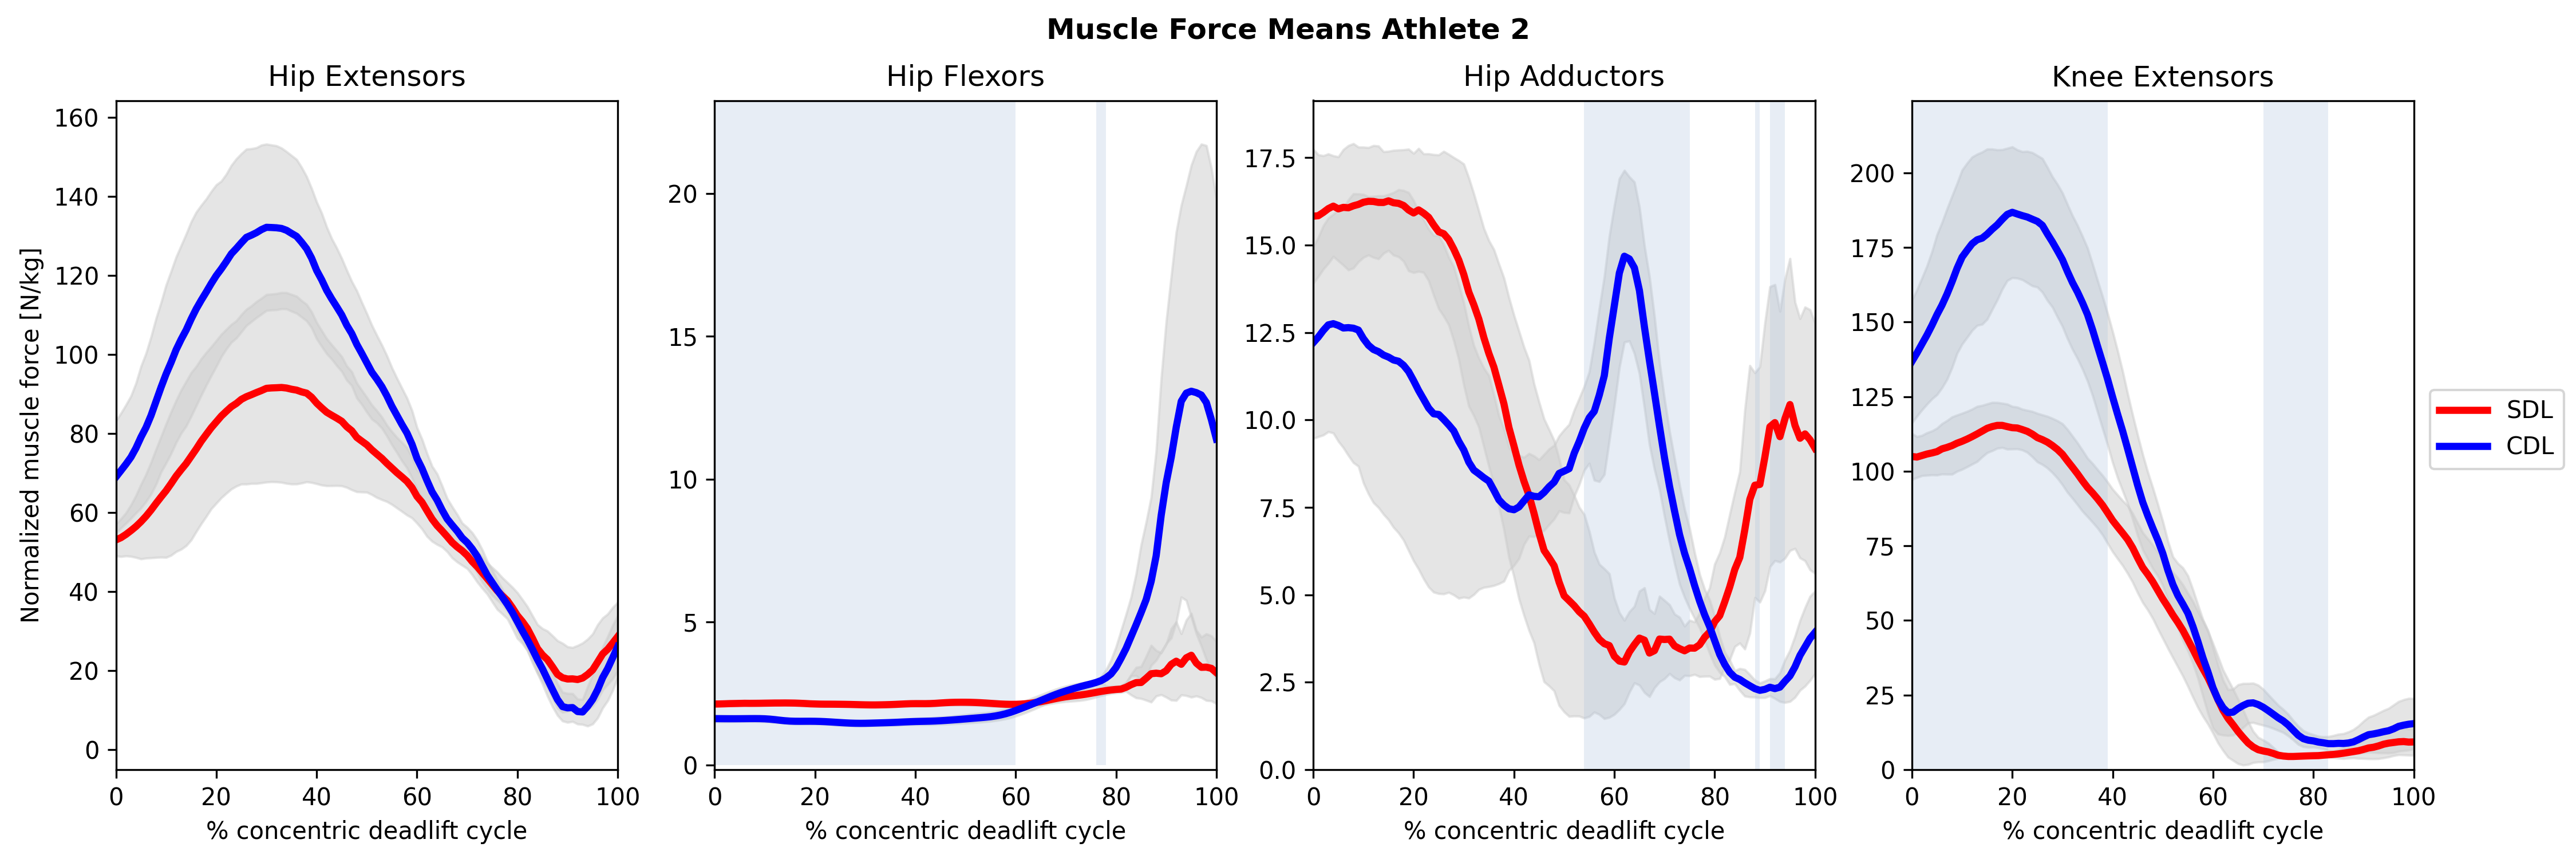 Muscle Force Means Athlete 2
Hip Extensors
Hip Flexors
Hip Adductors
Knee Extensors
Normalized muscle force [N/kg]
160
140
120
100
80
60
40
20
0
0 20 40 60 80 100
% concentric deadlift cycle
20
15
10
5
0
0 20 40 60 80 100
% concentric deadlift cycle
17.5
15.0
12.5
10.0
7.5
5.0
2.5
0.0
0 20 40 60 80 100
% concentric deadlift cycle
200
175
150
125
100
75
50
25
0
0 20 40 60 80 100
% concentric deadlift cycle
SDL
CDL